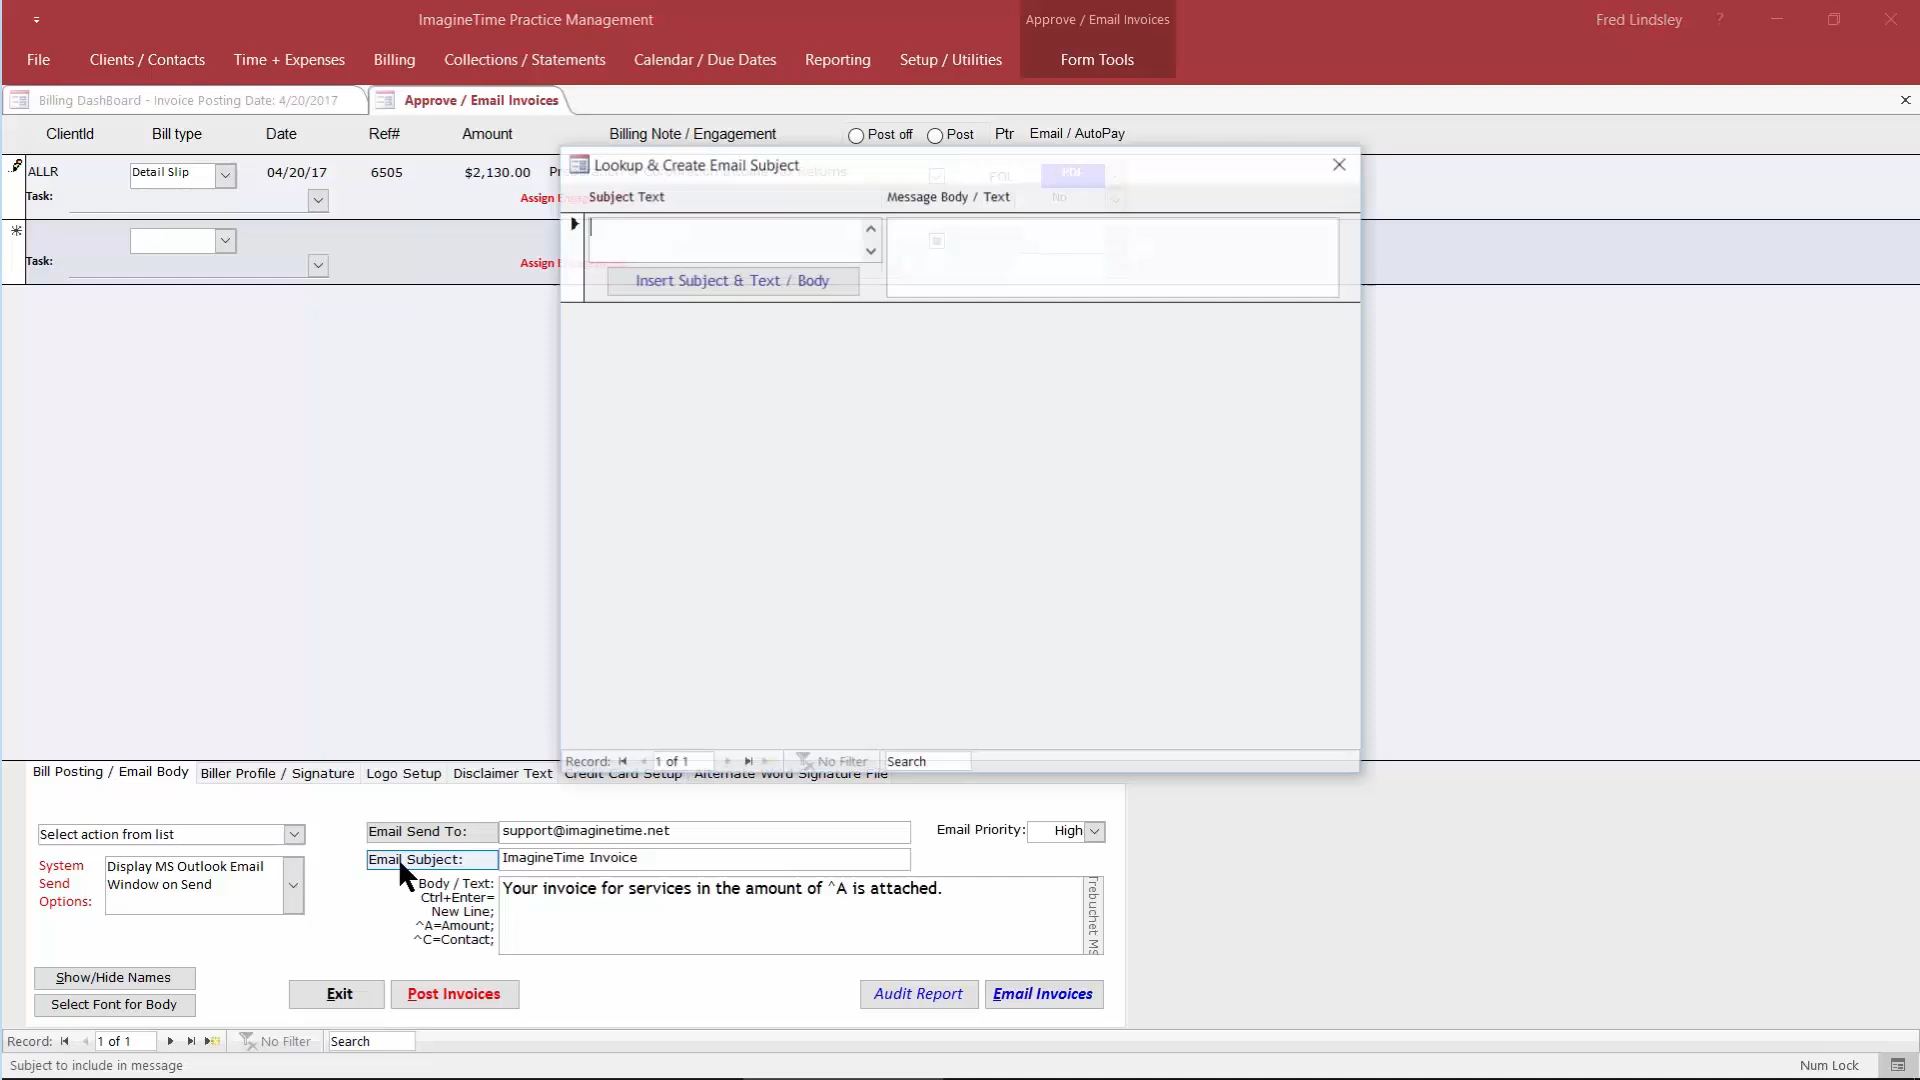 ImagineTime Practice Management
Approve / Email Invoices
Fred Lindsley
?
File
Clients / Contacts
Time + Expenses
Billing
Collections / Statements
Calendar / Due Dates
Reporting
Setup / Utilities
Form Tools
Billing DashBoard - Invoice Posting Date: 4/20/2017
Approve / Email Invoices
ClientId
Bill type
Date
Ref#
Amount
Billing Note / Engagement
Post off
Post
Ptr
Email / AutoPay
ALLR
Detail Slip
04/20/17
6505
$2,130.00
Returns
PDF
Task:
Assign
No
Task:
Assign
Lookup & Create Email Subject
Subject Text
Message Body / Text
Insert Subject & Text / Body
Record:
1 of 1
No Filter
Search
Bill Posting / Email Body
Biller Profile / Signature
Logo Setup
Disclaimer Text
Credit Card Setup
Alternate Word Signature File
Select action from list
System
Send
Options:
Display MS Outlook Email
Window on Send
Email Send To:
support@imaginetime.net
Email Priority:
High
Email Subject:
ImagineTime Invoice
Body / Text:
Ctrl+Enter=
New Line;
^A=Amount;
^C=Contact;
Your invoice for services in the amount of ^A is attached.
Trebuchet MS
Show/Hide Names
Select Font for Body
Exit
Post Invoices
Audit Report
Email Invoices
Record:
1 of 1
No Filter
Search
Subject to include in message
Num Lock